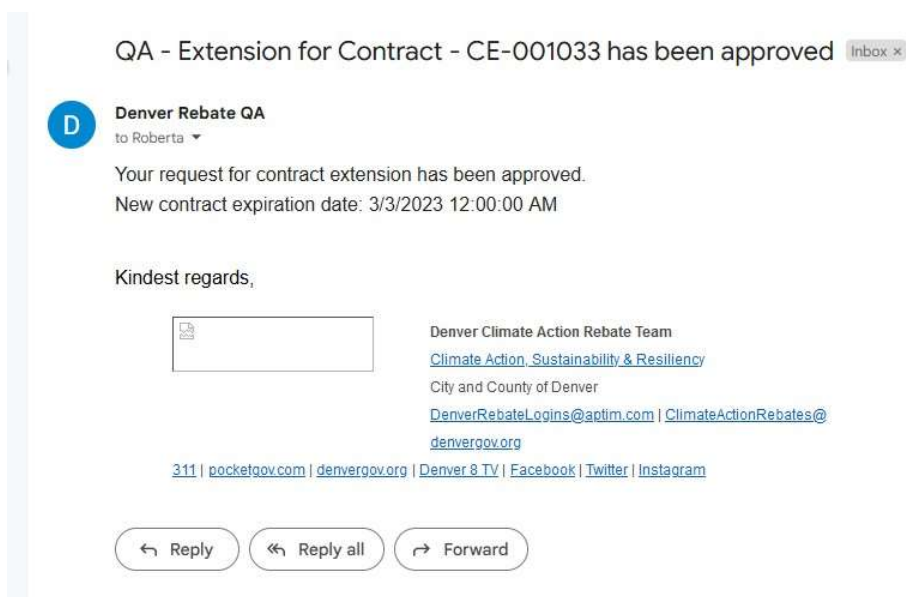 QA - Extension for Contract - CE-001033 has been approved Inbox ×
D
Denver Rebate QA
to Roberta
Your request for contract extension has been approved.
New contract expiration date: 3/3/2023 12:00:00 AM
Kindest regards,
Denver Climate Action Rebate Team
Climate Action, Sustainability & Resiliency
City and County of Denver
DenverRebateLogins@aptim.com | ClimateActionRebates@
denvergov.org
311 | pocketgov.com | denvergov.org | Denver 8 TV | Facebook | Twitter | Instagram
Reply Reply all Forward